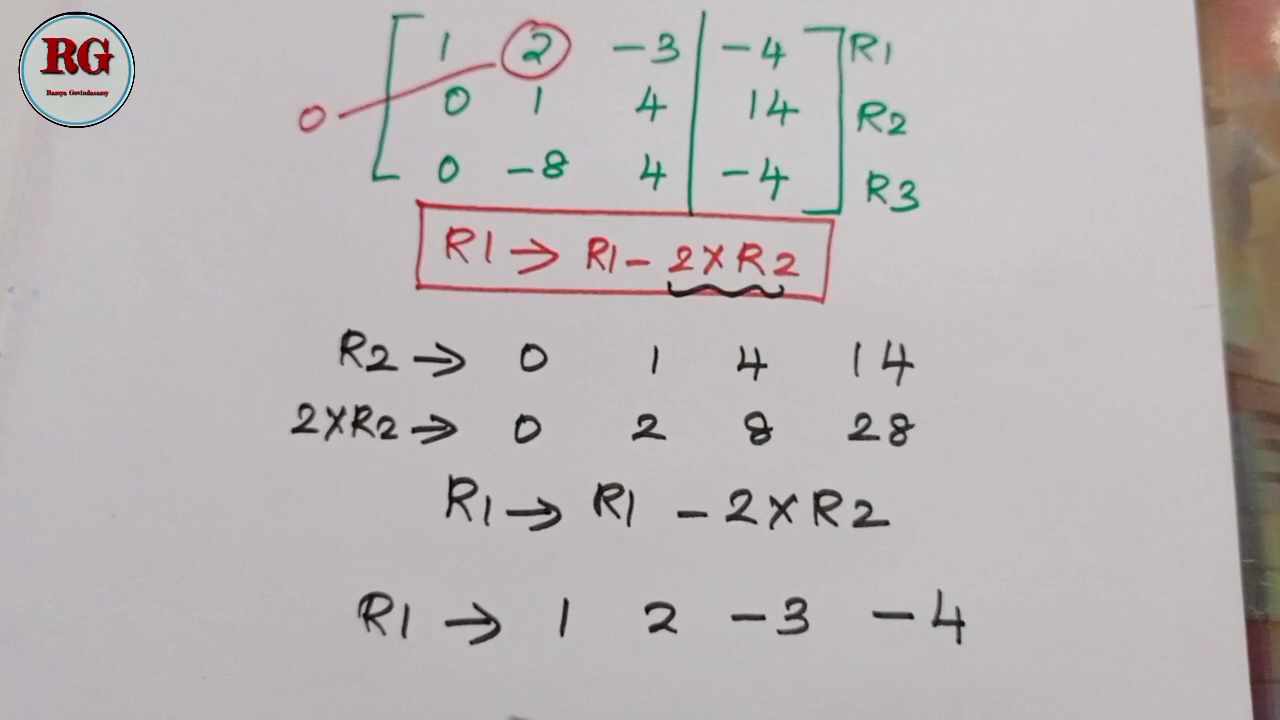 RG
Ramya Govindasamy
1 2 -3 -4 R1
0 0 1 4 14 R2
0 -8 4 -4 R3
R1 → R1 - 2×R2
R2 → 0 1 4 14
2×R2 → 0 2 8 28
R1 → R1 - 2×R2
R1 → 1 2 -3 -4